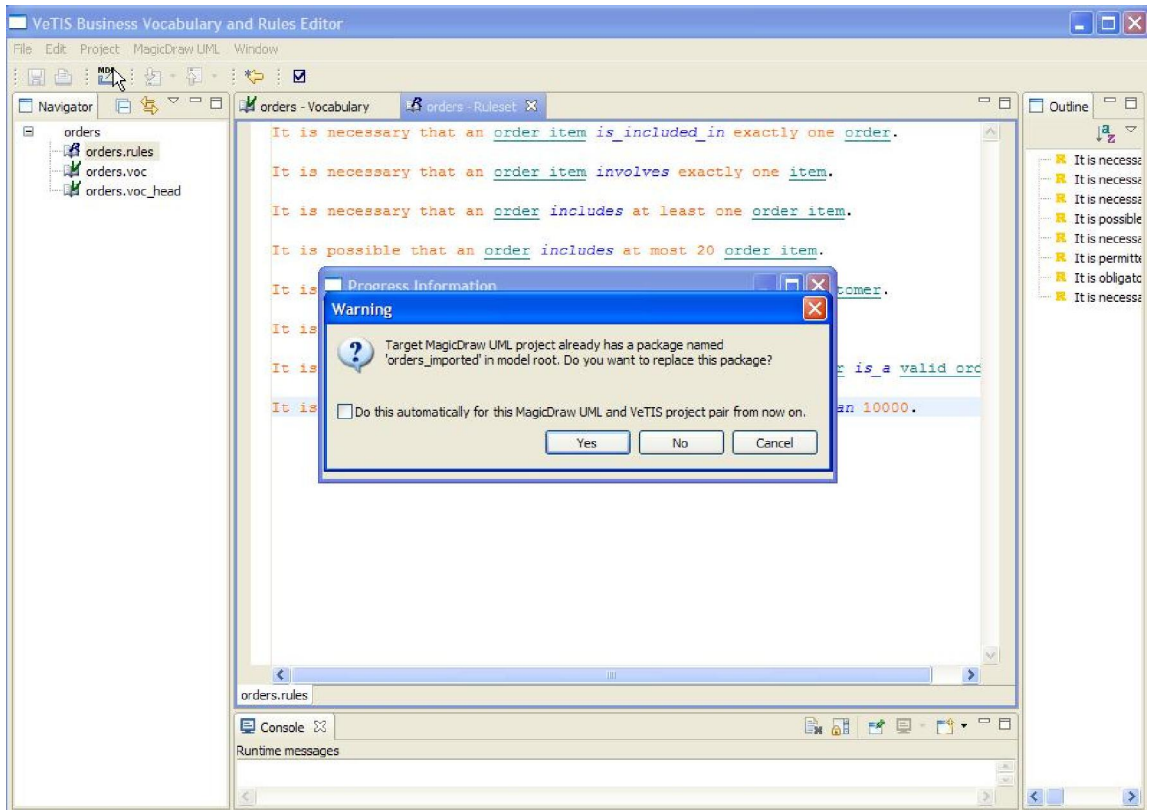 VeTIS Business Vocabulary and Rules Editor
File Edit Project MagicDraw UML Window
Navigator
orders
orders.rules
orders.voc
orders.voc_head
orders - Vocabulary
orders - Ruleset
It is necessary that an order item is_included_in exactly one order.
It is necessary that an order item involves exactly one item.
It is necessary that an order includes at least one order item.
It is possible that an order includes at most 20 order item.
It is
tomer.
It is
It is
is_a valid ord
It is
an 10000.
Progress Information
Warning
Target MagicDraw UML project already has a package named
'orders_imported' in model root. Do you want to replace this package?
Do this automatically for this MagicDraw UML and VeTIS project pair from now on.
Yes No Cancel
orders.rules
Console
Runtime messages
Outline
It is necessa
It is necessa
It is necessa
It is possible
It is necessa
It is permitte
It is obligato
It is necessa